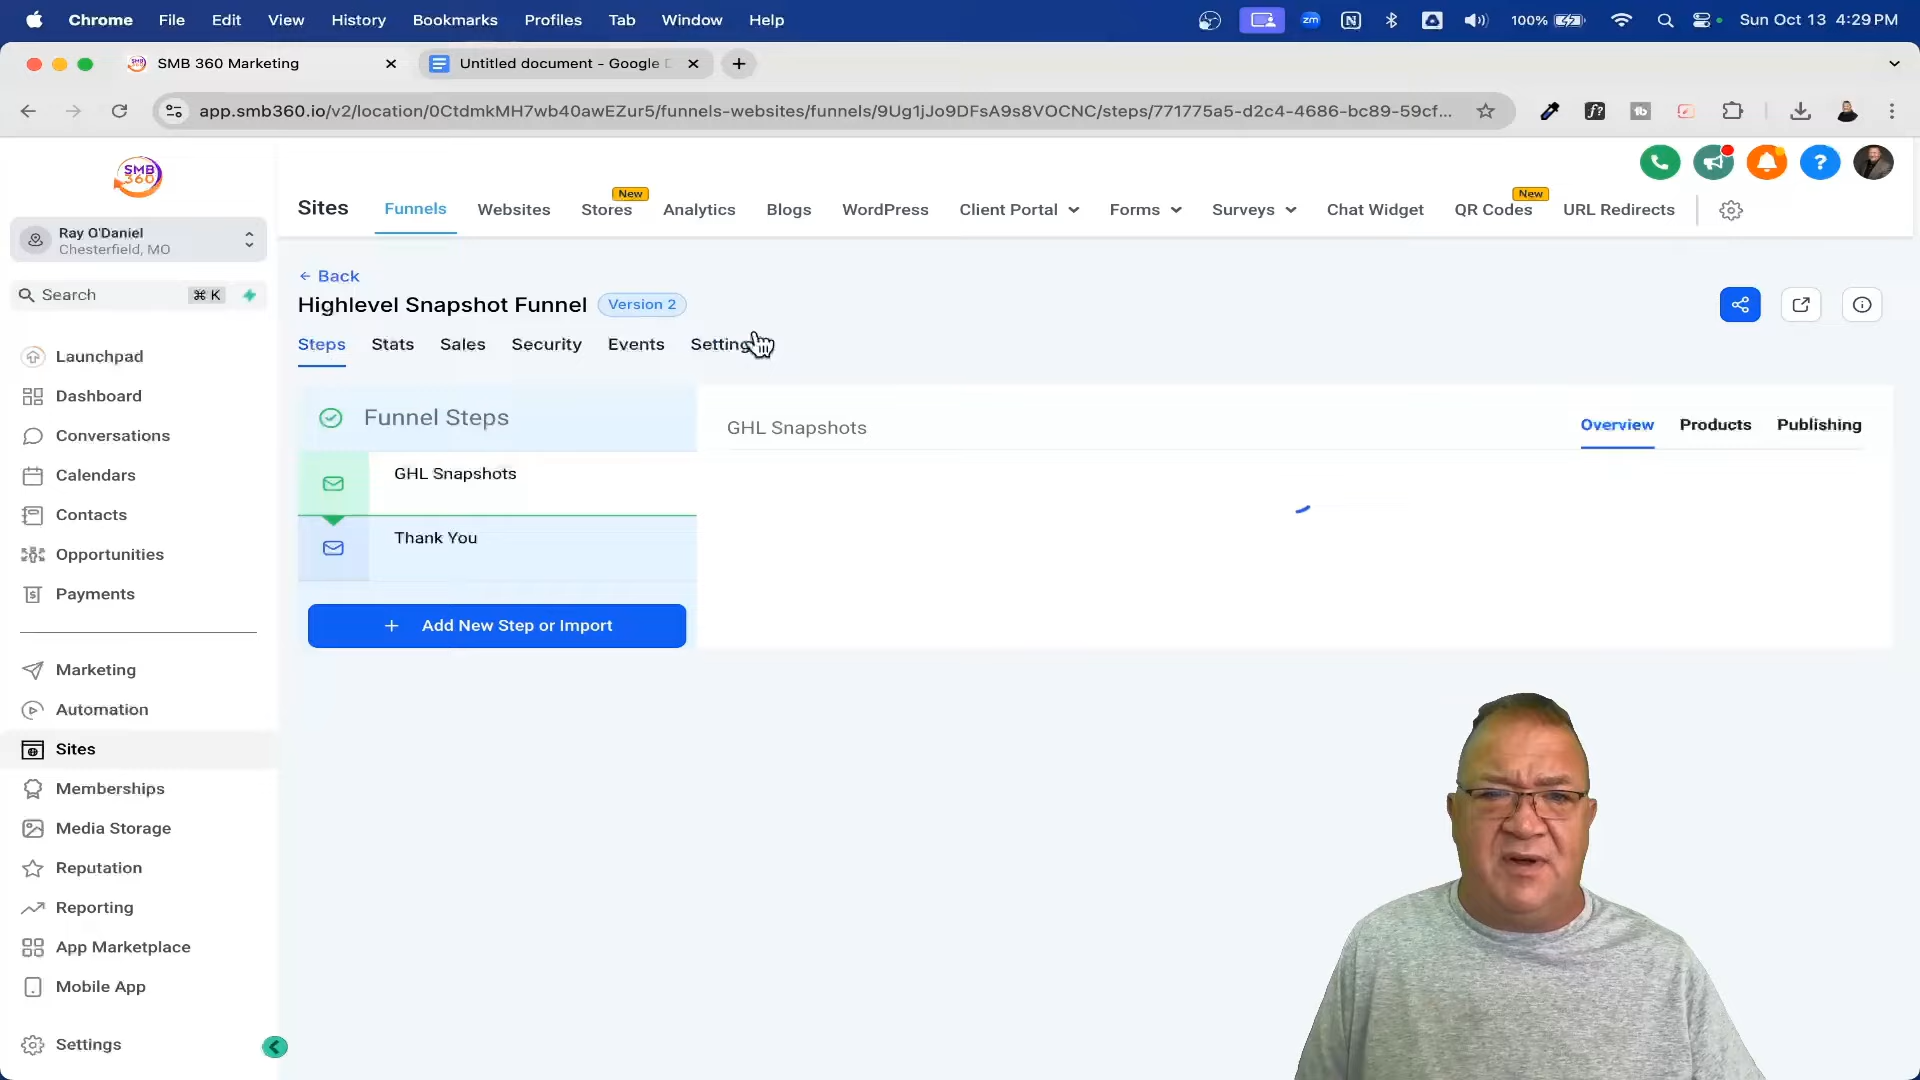 Chrome File Edit View History Bookmarks Profiles Tab Window Help
zm 100% Sun Oct 13 4:29 PM
SMB 360 Marketing
Untitled document - Google D
app.smb360.io/v2/location/0CtdmkMH7wb40awEZur5/funnels-websites/funnels/9Ug1jJo9DFsA9s8VOCNC/steps/771775a5-d2c4-4686-bc89-59cf...
f?
tb
SMB
360
Ray O'Daniel
Chesterfield, MO
Search ⌘ K
Launchpad
Dashboard
Conversations
Calendars
Contacts
Opportunities
Payments
Marketing
Automation
Sites
Memberships
Media Storage
Reputation
Reporting
App Marketplace
Mobile App
Settings
New
New
Sites Funnels Websites Stores Analytics Blogs WordPress Client Portal Forms Surveys Chat Widget QR Codes URL Redirects
← Back
Highlevel Snapshot Funnel Version 2
Steps Stats Sales Security Events Setting
Funnel Steps
GHL Snapshots
Thank You
+ Add New Step or Import
GHL Snapshots
Overview Products Publishing